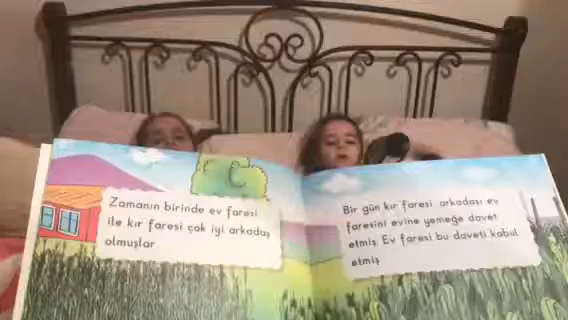 Zamanın birinde ev faresi
ile kır faresi çok iyi arkadaş
olmuşlar
Bir gün kır faresi arkadaşı ev
faresini evine yemeğe davet
etmiş. Ev faresi bu daveti kabul
etmiş